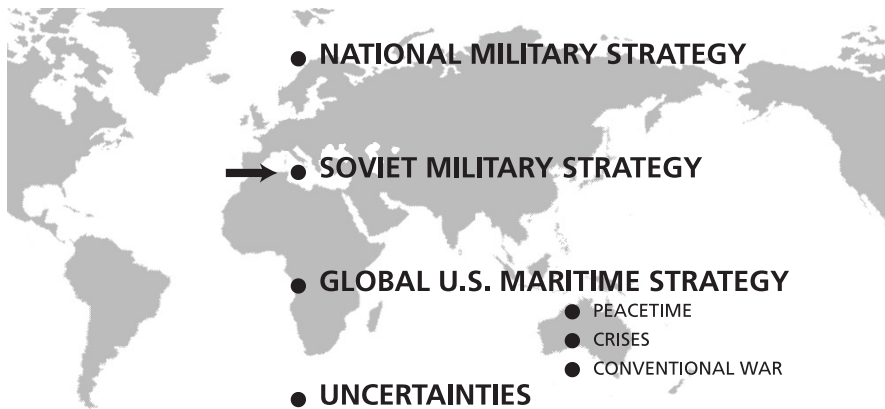 ● NATIONAL MILITARY STRATEGY
● SOVIET MILITARY STRATEGY
● GLOBAL U.S. MARITIME STRATEGY
● PEACETIME
● CRISES
● CONVENTIONAL WAR
● UNCERTAINTIES